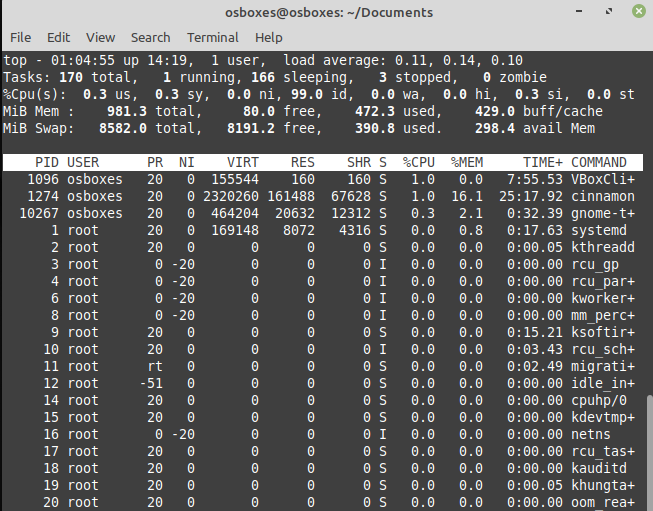 osboxes@osboxes: ~/Documents
File Edit View Search Terminal Help
top - 01:04:55 up 14:19,  1 user,  load average: 0.11, 0.14, 0.10
Tasks: 170 total,   1 running, 166 sleeping,   3 stopped,   0 zombie
%Cpu(s):  0.3 us,  0.3 sy,  0.0 ni, 99.0 id,  0.0 wa,  0.0 hi,  0.3 si,  0.0 st
MiB Mem :    981.3 total,     80.0 free,    472.3 used,    429.0 buff/cache
MiB Swap:   8582.0 total,   8191.2 free,    390.8 used.    298.4 avail Mem
PID USER PR NI VIRT RES SHR S %CPU %MEM TIME+ COMMAND
1096 osboxes 20 0 155544 160 160 S 1.0 0.0 7:55.53 VBoxCli+
1274 osboxes 20 0 2320260 161488 67628 S 1.0 16.1 25:17.92 cinnamon
10267 osboxes 20 0 464204 20632 12312 S 0.3 2.1 0:32.39 gnome-t+
1 root 20 0 169148 8072 4316 S 0.0 0.8 0:17.63 systemd
2 root 20 0 0 0 0 S 0.0 0.0 0:00.05 kthreadd
3 root 0 -20 0 0 0 I 0.0 0.0 0:00.00 rcu_gp
4 root 0 -20 0 0 0 I 0.0 0.0 0:00.00 rcu_par+
6 root 0 -20 0 0 0 I 0.0 0.0 0:00.00 kworker+
8 root 0 -20 0 0 0 I 0.0 0.0 0:00.00 mm_perc+
9 root 20 0 0 0 0 S 0.0 0.0 0:15.21 ksoftir+
10 root 20 0 0 0 0 I 0.0 0.0 0:03.43 rcu_sch+
11 root rt 0 0 0 0 S 0.0 0.0 0:02.49 migrati+
12 root -51 0 0 0 0 S 0.0 0.0 0:00.00 idle_in+
14 root 20 0 0 0 0 S 0.0 0.0 0:00.00 cpuhp/0
15 root 20 0 0 0 0 S 0.0 0.0 0:00.00 kdevtmp+
16 root 0 -20 0 0 0 I 0.0 0.0 0:00.00 netns
17 root 20 0 0 0 0 S 0.0 0.0 0:00.00 rcu_tas+
18 root 20 0 0 0 0 S 0.0 0.0 0:00.00 kauditd
19 root 20 0 0 0 0 S 0.0 0.0 0:00.05 khungta+
20 root 20 0 0 0 0 S 0.0 0.0 0:00.00 oom_rea+